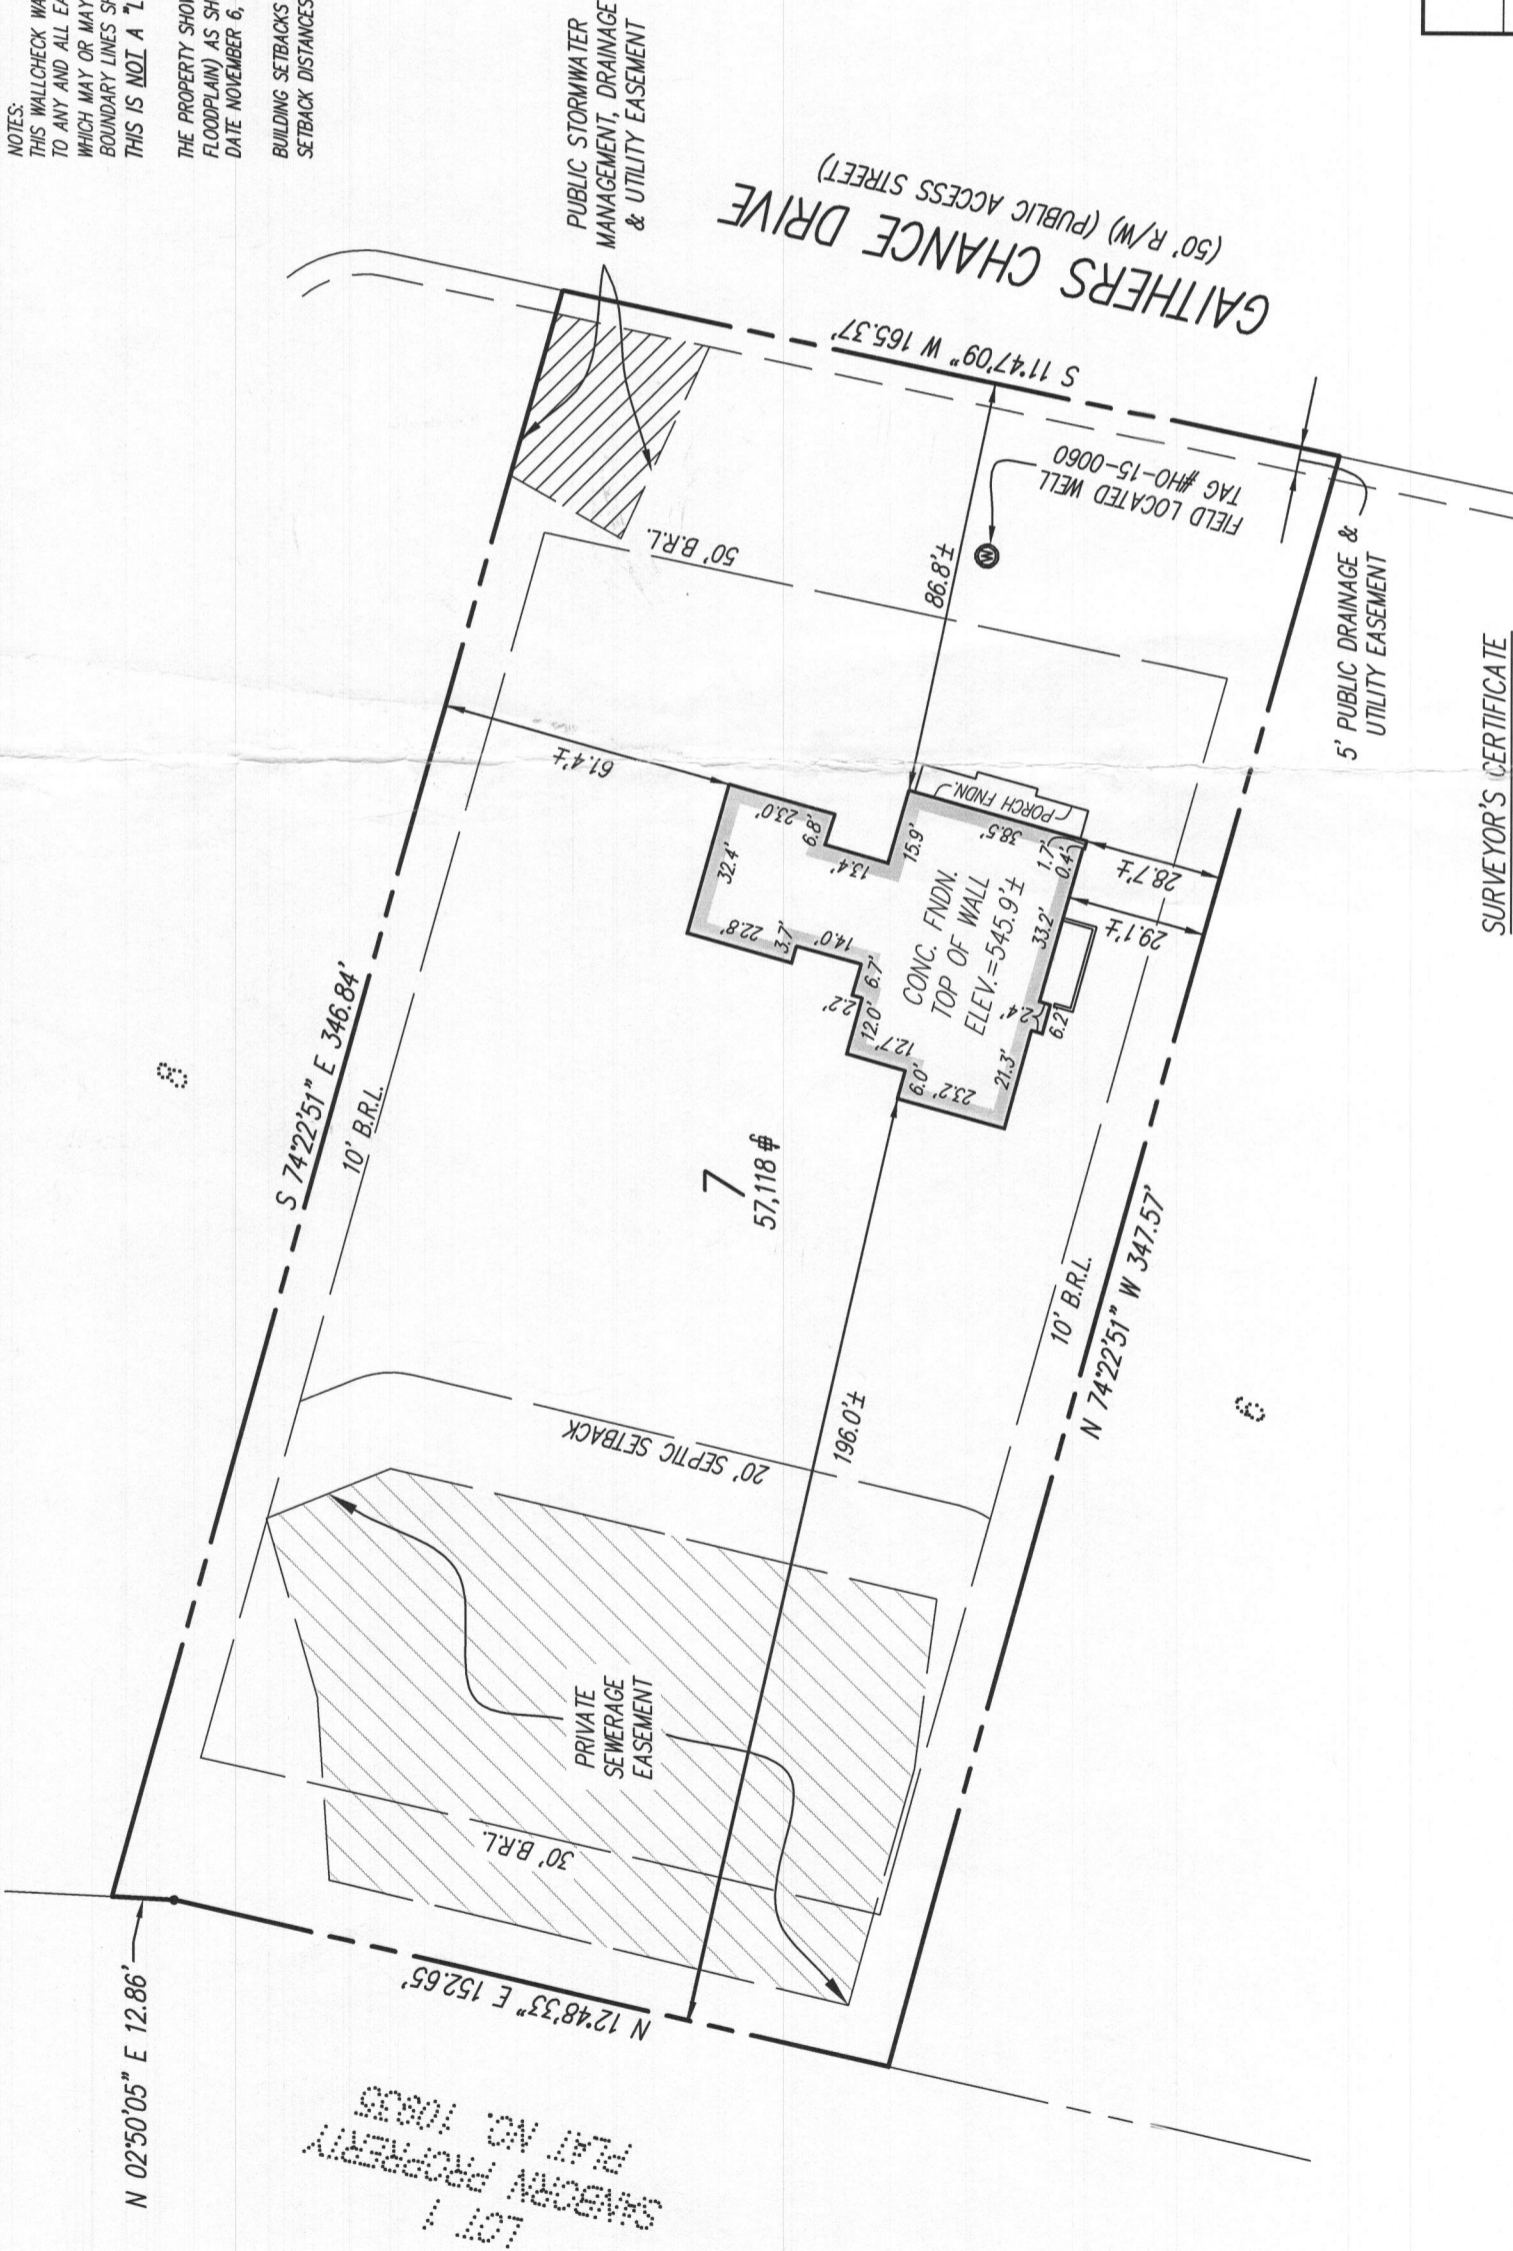 NOTES:
THIS WALLCHECK WA
TO ANY AND ALL EA
WHICH MAY OR MAY
BOUNDARY LINES SH
THIS IS NOT A "L
THE PROPERTY SHOW
FLOODPLAIN) AS SH
DATE NOVEMBER 6,
BUILDING SETBACKS
SETBACK DISTANCES
PUBLIC STORMWATER
MANAGEMENT, DRAINAGE
& UTILITY EASEMENT
GAITHERS CHANCE DRIVE
(50' R/W) (PUBLIC ACCESS STREET)
S 11°47'09" W 165.37'
FIELD LOCATED WELL
TAG #HO-15-0060
W
50' B.R.L.
86.8'±
5' PUBLIC DRAINAGE &
UTILITY EASEMENT
SURVEYOR'S CERTIFICATE
61.4'±
S 74°22'51" E 346.84'
10' B.R.L.
8
32.4'
23.0'
6.8'
13.4'
15.9'
PORCH FNDN.
38.5'
1.7'
0.4'
28.7'±
29.1'±
33.2'
22.8'
3.7'
14.0'
6.7'
2.2'
12.0'
12.7'
6.0'
23.2'
21.3'
2.4'
6.2'
CONC. FNDN.
TOP OF WALL
ELEV.=545.9'±
7
57,118 sf
10' B.R.L.
N 74°22'51" W 347.57'
6
196.0'±
20' SEPTIC SETBACK
PRIVATE
SEWERAGE
EASEMENT
30' B.R.L.
N 12°48'33" E 152.65'
N 02°50'05" E 12.86'
LOT 1
SANBORN PROPERTY
PLAT NO. 10835